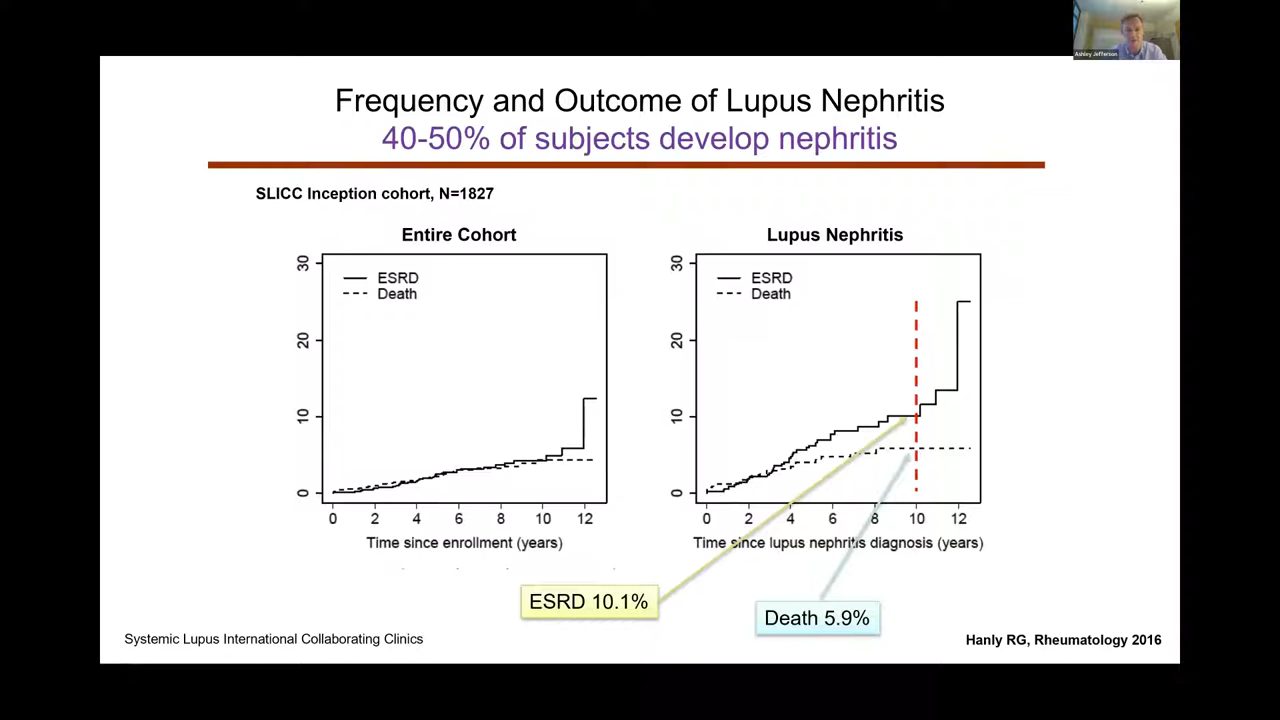 Ashley Jefferson
Frequency and Outcome of Lupus Nephritis
40-50% of subjects develop nephritis
SLICC Inception cohort, N=1827
Entire Cohort
30
20
10
0
ESRD
Death
0 2 4 6 8 10 12
Time since enrollment (years)
Lupus Nephritis
30
20
10
0
ESRD
Death
0 2 4 6 8 10 12
Time since lupus nephritis diagnosis (years)
ESRD 10.1%
Death 5.9%
Systemic Lupus International Collaborating Clinics
Hanly RG, Rheumatology 2016